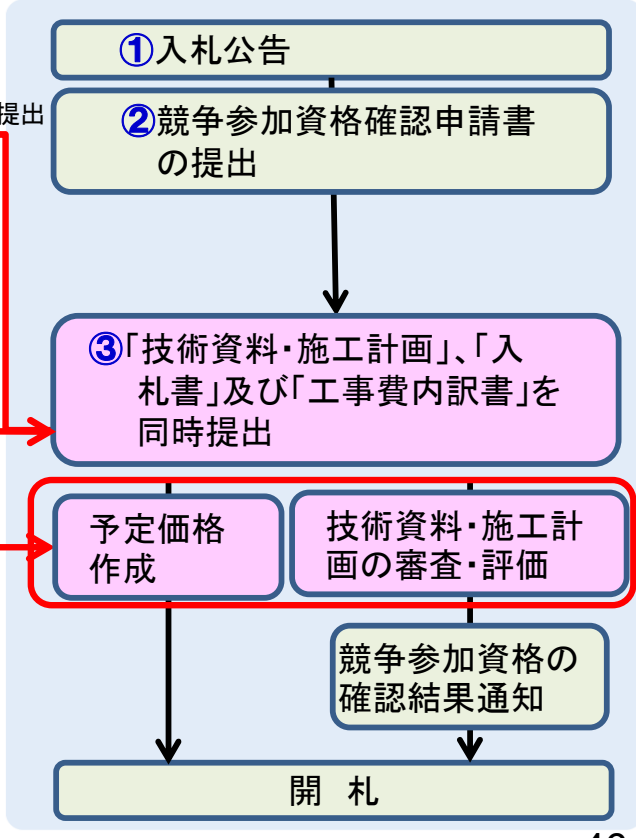 ①入札公告
提出
②競争参加資格確認申請書
の提出
③「技術資料・施工計画」、「入
札書」及び「工事費内訳書」を
同時提出
予定価格
作成
技術資料・施工計
画の審査・評価
競争参加資格の
確認結果通知
開 札